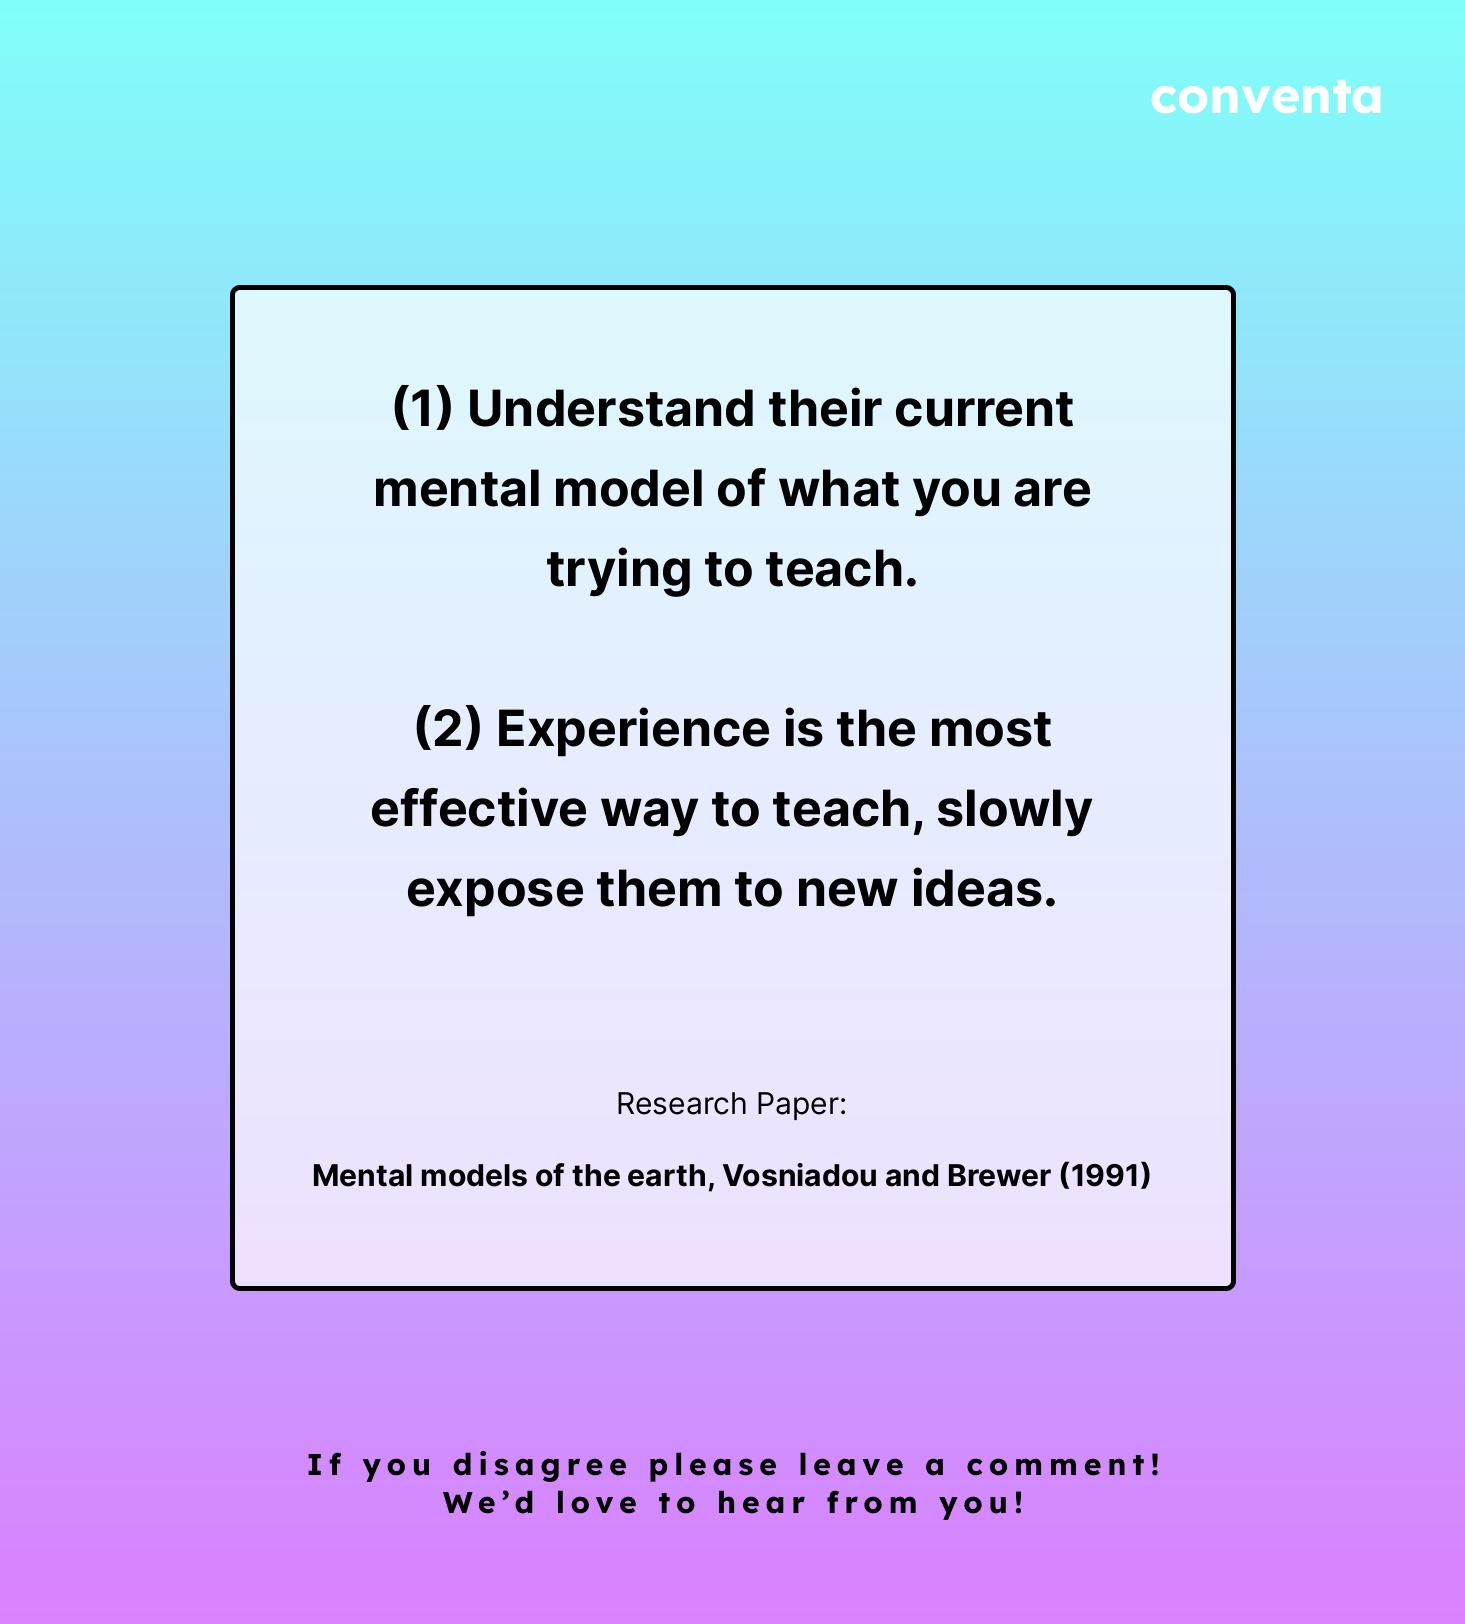 conventa
(1) Understand their current
mental model of what you are
trying to teach.
(2) Experience is the most
effective way to teach, slowly
expose them to new ideas.
Research Paper:
Mental models of the earth, Vosniadou and Brewer (1991)
If you disagree please leave a comment!
We’d love to hear from you!